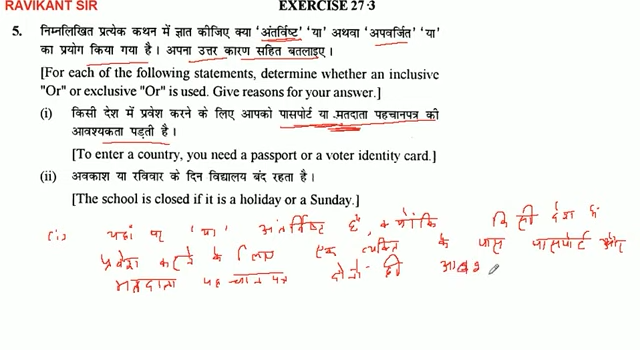 RAVIKANT SIR
EXERCISE 27·3
5. निम्नलिखित प्रत्येक कथन में ज्ञात कीजिए क्या ‘अंतर्विष्ट’ ‘या’ अथवा ‘अपवर्जित’ ‘या’
का प्रयोग किया गया है। अपना उत्तर कारण सहित बतलाइए।
[For each of the following statements, determine whether an inclusive
"Or" or exclusive "Or" is used. Give reasons for your answer.]
(i) किसी देश में प्रवेश करने के लिए आपको पासपोर्ट या मतदाता पहचानपत्र की
आवश्यकता पड़ती है।
[To enter a country, you need a passport or a voter identity card.]
(ii) अवकाश या रविवार के दिन विद्यालय बंद रहता है।
[The school is closed if it is a holiday or a Sunday.]
(i) यहां पर 'या' अंतर्विष्ट है, क्योंकि किसी देश में
प्रवेश करने के लिए एक व्यक्ति के पास पासपोर्ट और
मतदाता पहचान पत्र दोनों ही आवश